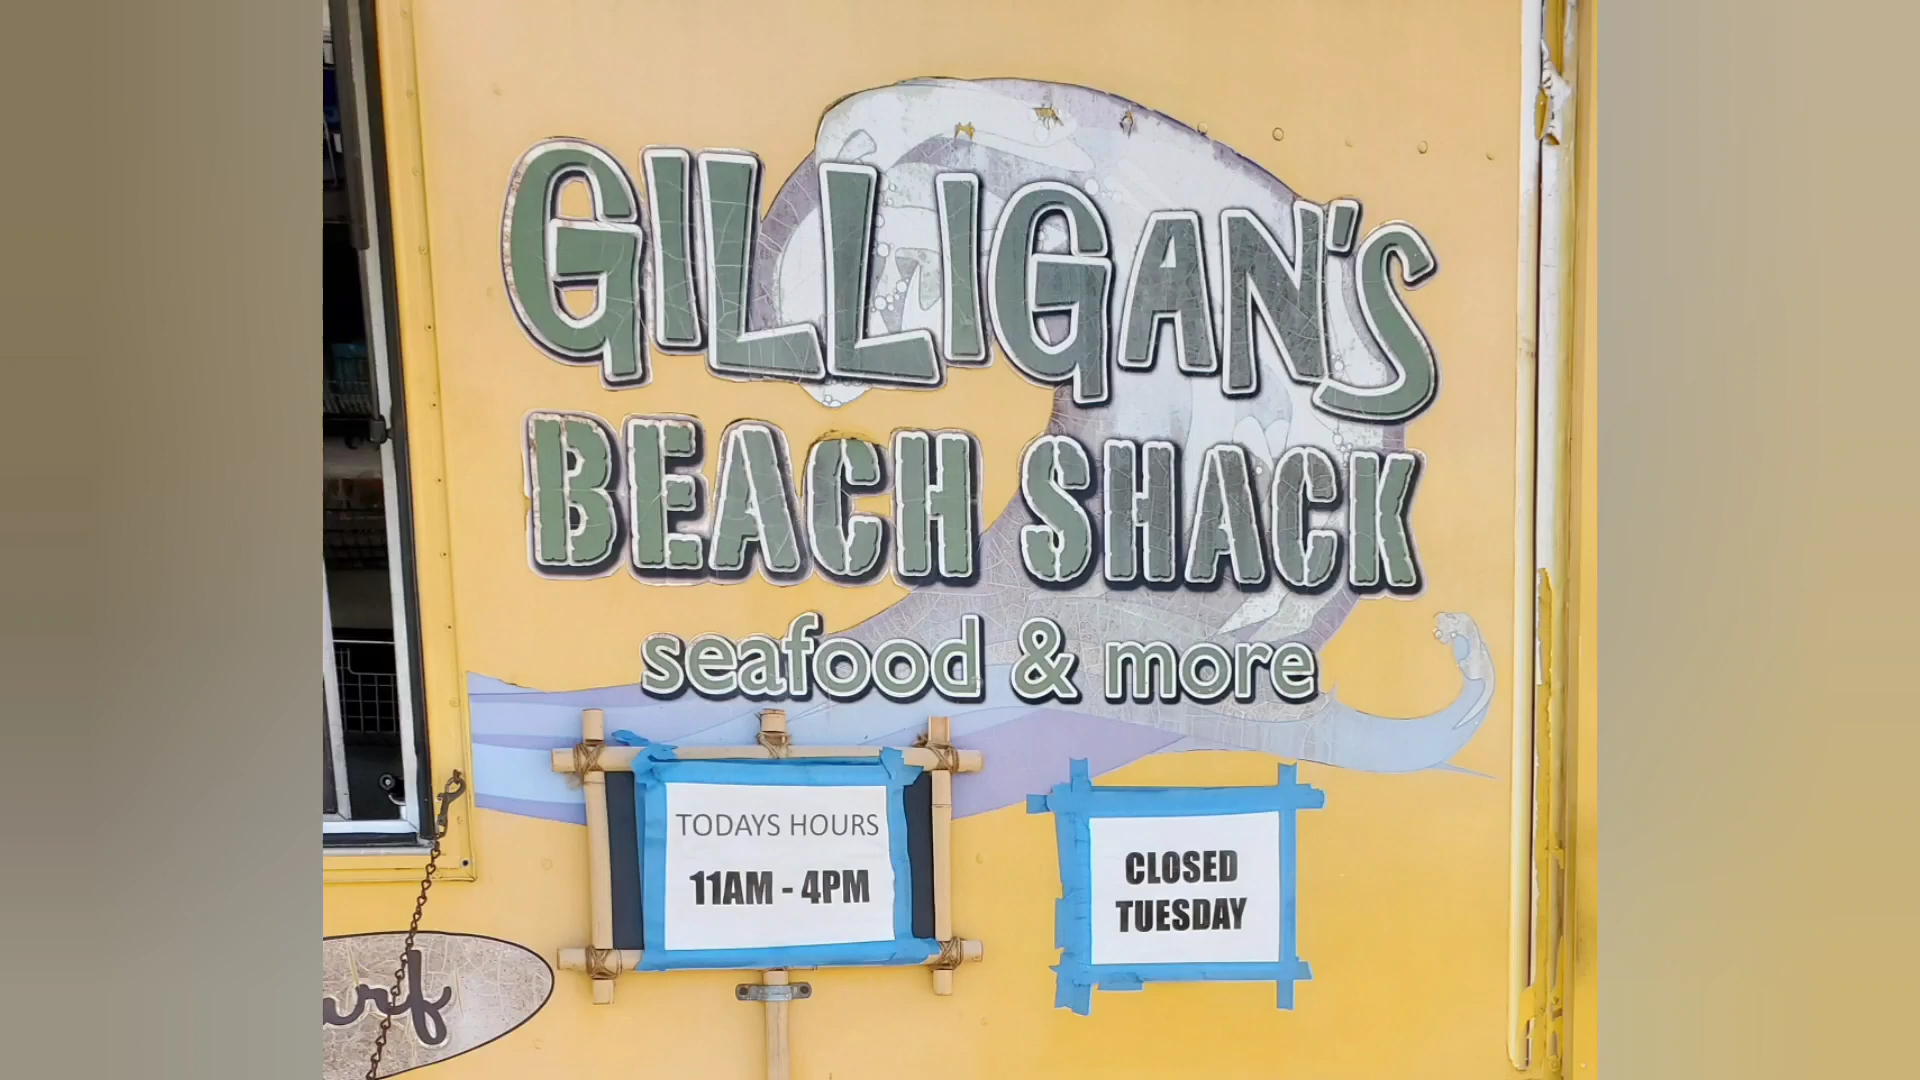 GILLIGAN'S
BEACH SHACK
seafood & more
TODAYS HOURS
11AM - 4PM
CLOSED
TUESDAY